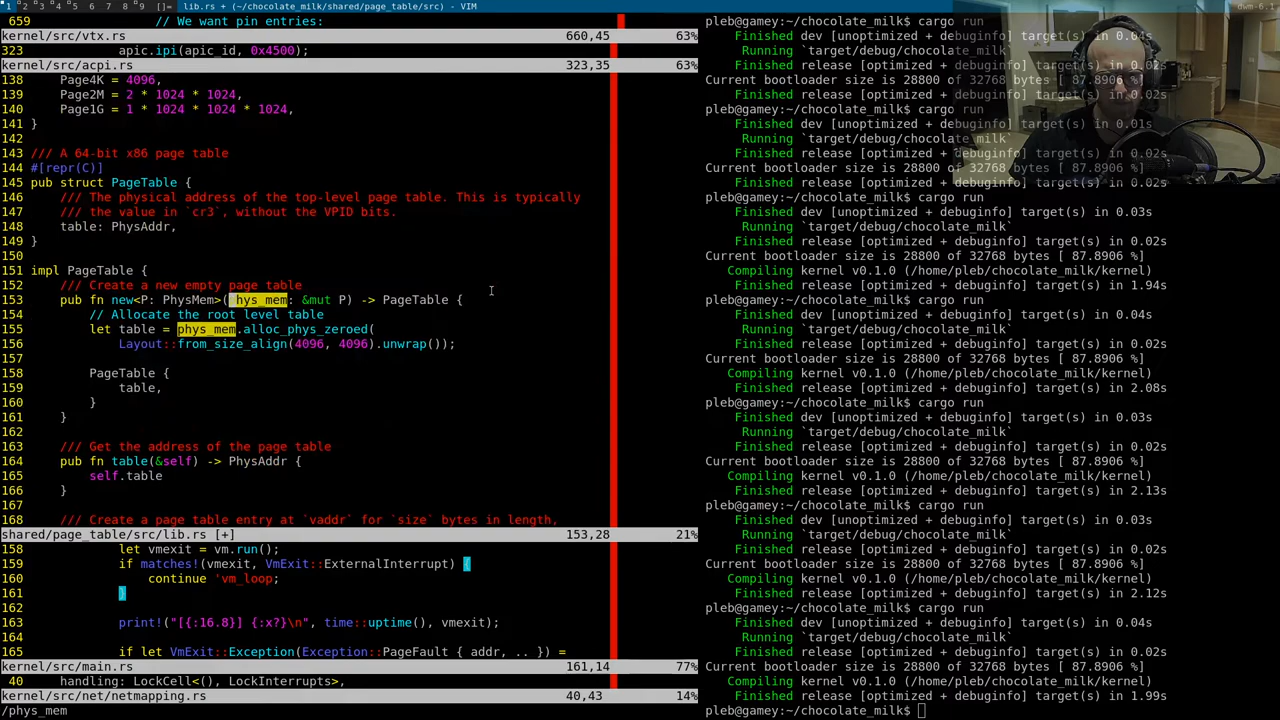 1 2 3 4 5 6 7 8 9 []= lib.rs + (~/chocolate_milk/shared/page_table/src) - VIM dwm-6.1
659 // We want pin entries:
kernel/src/vtx.rs 660,45 63%
323 apic.ipi(apic_id, 0x4500);
kernel/src/acpi.rs 323,35 63%
138 Page4K = 4096,
139 Page2M = 2 * 1024 * 1024,
140 Page1G = 1 * 1024 * 1024 * 1024,
141 }
142
143 /// A 64-bit x86 page table
144 #[repr(C)]
145 pub struct PageTable {
146 /// The physical address of the top-level page table. This is typically
147 /// the value in `cr3`, without the VPID bits.
148 table: PhysAddr,
149 }
150
151 impl PageTable {
152 /// Create a new empty page table
153 pub fn new<P: PhysMem>(phys_mem: &mut P) -> PageTable {
154 // Allocate the root level table
155 let table = phys_mem.alloc_phys_zeroed(
156 Layout::from_size_align(4096, 4096).unwrap());
157
158 PageTable {
159 table,
160 }
161 }
162
163 /// Get the address of the page table
164 pub fn table(&self) -> PhysAddr {
165 self.table
166 }
167
168 /// Create a page table entry at `vaddr` for `size` bytes in length,
shared/page_table/src/lib.rs [+] 153,28 21%
158 let vmexit = vm.run();
159 if matches!(vmexit, VmExit::ExternalInterrupt) {
160 continue 'vm_loop;
161 }
162
163 print!("[{:16.8}] {:x?}\n", time::uptime(), vmexit);
164
165 if let VmExit::Exception(Exception::PageFault { addr, .. }) =
kernel/src/main.rs 161,14 77%
40 handling: LockCell<(), LockInterrupts>,
kernel/src/net/netmapping.rs 40,43 14%
/phys_mem
pleb@gamey:~/chocolate_milk$ cargo run
Finished dev [unoptimized + debuginfo] target(s) in 0.04s
Running `target/debug/chocolate_milk`
Finished release [optimized + debuginfo] target(s) in 0.02s
Current bootloader size is 28800 of 32768 bytes [ 87.8906 %]
Finished release [optimized + debuginfo] target(s) in 0.02s
pleb@gamey:~/chocolate_milk$ cargo run
Finished dev [unoptimized + debuginfo] target(s) in 0.01s
Running `target/debug/chocolate_milk`
Finished release [optimized + debuginfo] target(s) in 0.02s
Current bootloader size is 28800 of 32768 bytes [ 87.8906 %]
Finished release [optimized + debuginfo] target(s) in 0.02s
pleb@gamey:~/chocolate_milk$ cargo run
Finished dev [unoptimized + debuginfo] target(s) in 0.03s
Running `target/debug/chocolate_milk`
Finished release [optimized + debuginfo] target(s) in 0.02s
Current bootloader size is 28800 of 32768 bytes [ 87.8906 %]
Compiling kernel v0.1.0 (/home/pleb/chocolate_milk/kernel)
Finished release [optimized + debuginfo] target(s) in 1.94s
pleb@gamey:~/chocolate_milk$ cargo run
Finished dev [unoptimized + debuginfo] target(s) in 0.04s
Running `target/debug/chocolate_milk`
Finished release [optimized + debuginfo] target(s) in 0.02s
Current bootloader size is 28800 of 32768 bytes [ 87.8906 %]
Compiling kernel v0.1.0 (/home/pleb/chocolate_milk/kernel)
Finished release [optimized + debuginfo] target(s) in 2.08s
pleb@gamey:~/chocolate_milk$ cargo run
Finished dev [unoptimized + debuginfo] target(s) in 0.03s
Running `target/debug/chocolate_milk`
Finished release [optimized + debuginfo] target(s) in 0.02s
Current bootloader size is 28800 of 32768 bytes [ 87.8906 %]
Compiling kernel v0.1.0 (/home/pleb/chocolate_milk/kernel)
Finished release [optimized + debuginfo] target(s) in 2.13s
pleb@gamey:~/chocolate_milk$ cargo run
Finished dev [unoptimized + debuginfo] target(s) in 0.03s
Running `target/debug/chocolate_milk`
Finished release [optimized + debuginfo] target(s) in 0.02s
Current bootloader size is 28800 of 32768 bytes [ 87.8906 %]
Compiling kernel v0.1.0 (/home/pleb/chocolate_milk/kernel)
Finished release [optimized + debuginfo] target(s) in 2.12s
pleb@gamey:~/chocolate_milk$ cargo run
Finished dev [unoptimized + debuginfo] target(s) in 0.04s
Running `target/debug/chocolate_milk`
Finished release [optimized + debuginfo] target(s) in 0.02s
Current bootloader size is 28800 of 32768 bytes [ 87.8906 %]
Compiling kernel v0.1.0 (/home/pleb/chocolate_milk/kernel)
Finished release [optimized + debuginfo] target(s) in 1.99s
pleb@gamey:~/chocolate_milk$